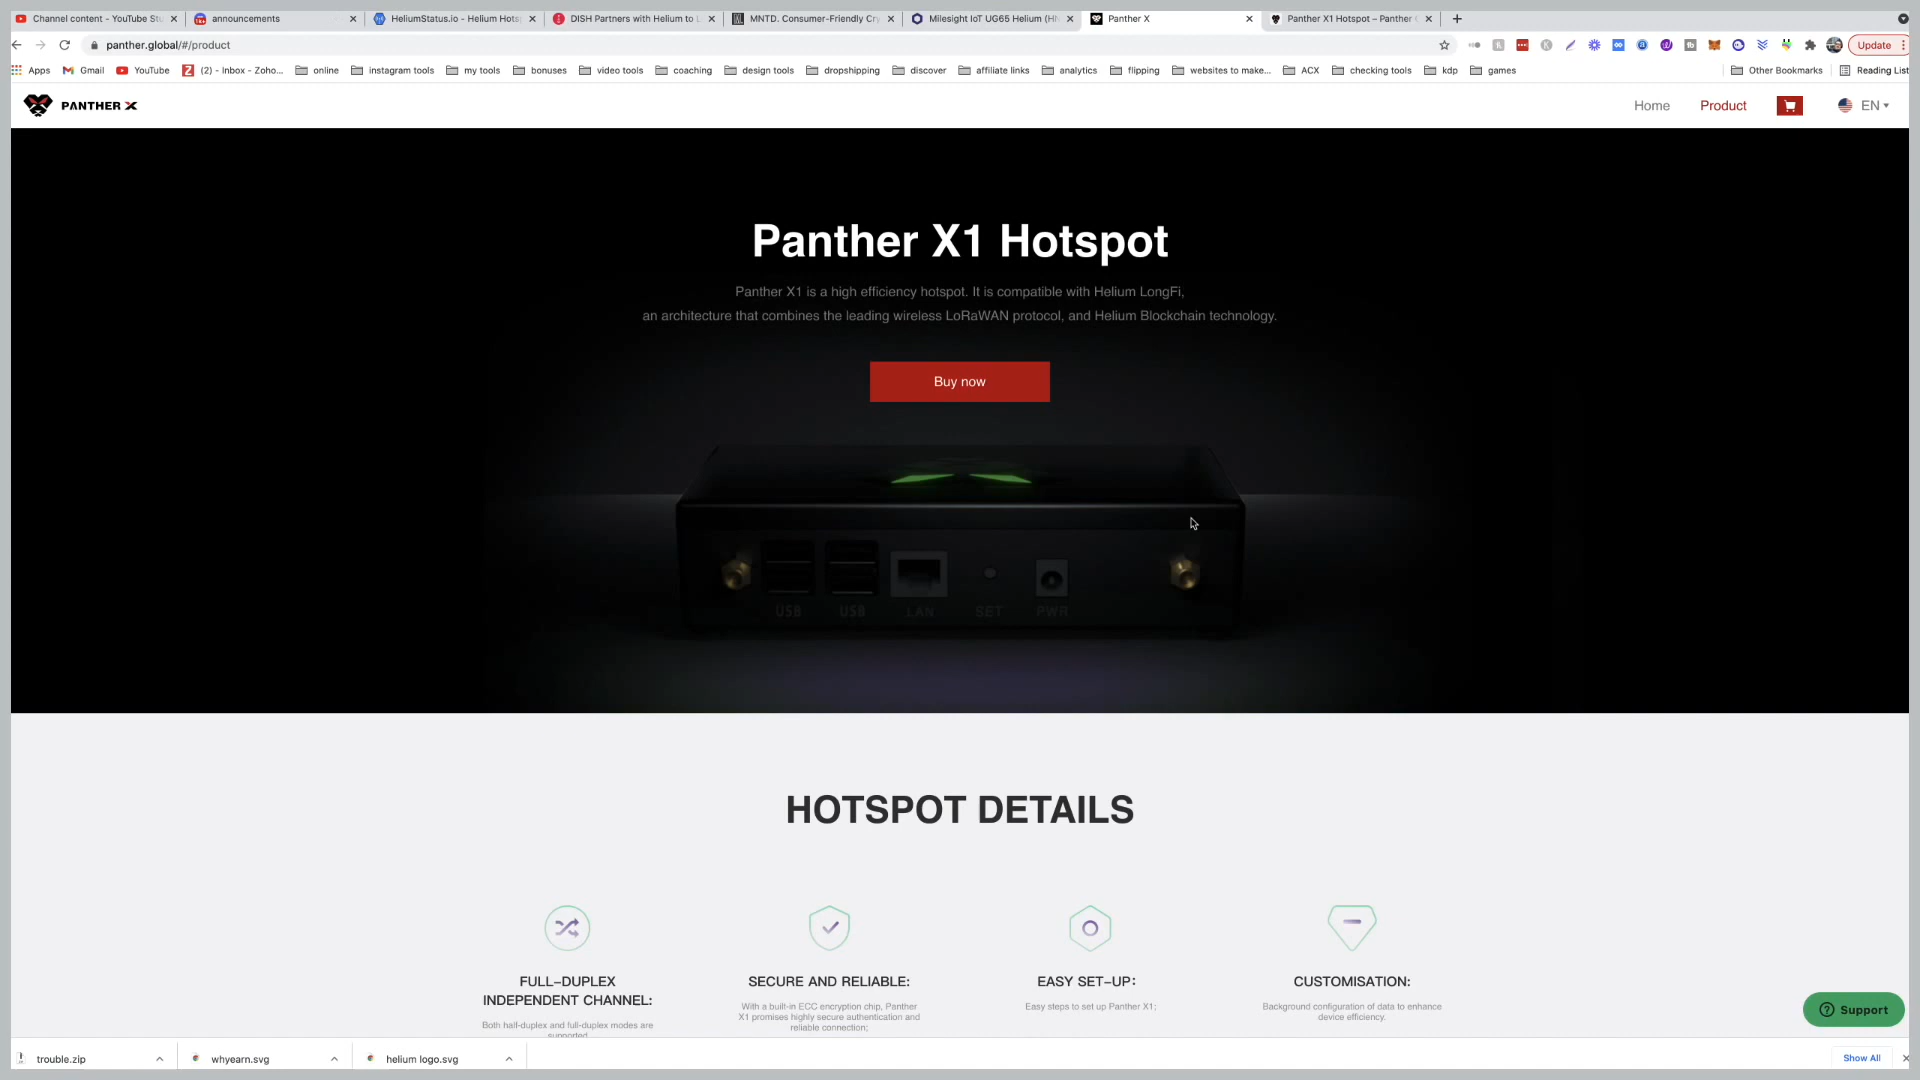 Channel content - YouTube Stu
announcements
HeliumStatus.io - Helium Hots
DISH Partners with Helium to L
MNTD. Consumer-Friendly Cry
Milesight IoT UG65 Helium (HN
Panther X
Panther X1 Hotspot – Panther
panther.global/#/product
Update
Apps
Gmail
YouTube
(2) - Inbox - Zoho...
online
instagram tools
my tools
bonuses
video tools
coaching
design tools
dropshipping
discover
affiliate links
analytics
flipping
websites to make...
ACX
checking tools
kdp
games
Other Bookmarks
Reading List
PANTHER X
Home
Product
EN
Panther X1 Hotspot
Panther X1 is a high efficiency hotspot. It is compatible with Helium LongFi,
an architecture that combines the leading wireless LoRaWAN protocol, and Helium Blockchain technology.
Buy now
USB
USB
LAN
SET
PWR
HOTSPOT DETAILS
FULL-DUPLEX
INDEPENDENT CHANNEL:
Both half-duplex and full-duplex modes are
supported
SECURE AND RELIABLE:
With a built-in ECC encryption chip, Panther
X1 promises highly secure authentication and
reliable connection;
EASY SET-UP:
Easy steps to set up Panther X1;
CUSTOMISATION:
Background configuration of data to enhance
device efficiency.
Support
trouble.zip
whyearn.svg
helium logo.svg
Show All